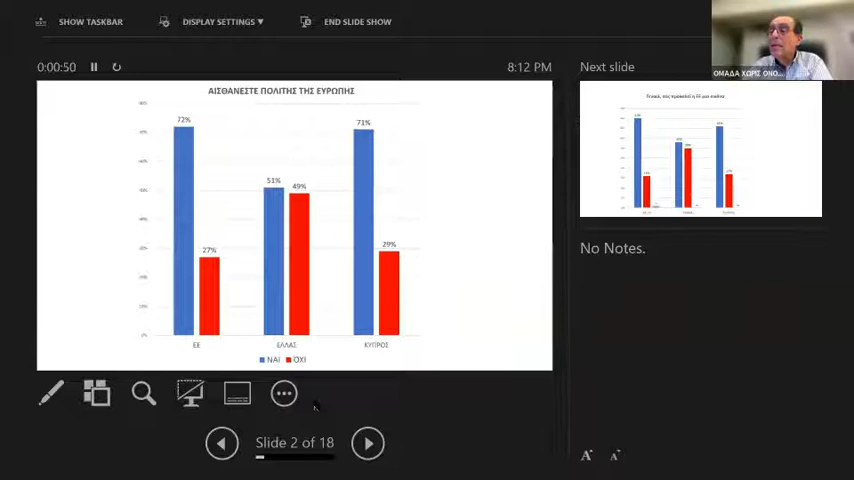 SHOW TASKBAR
DISPLAY SETTINGS ▼
END SLIDE SHOW
0:00:50
8:12 PM
Next slide
ΟΜΑΔΑ ΧΩΡΙΣ ΟΝΟ...
ΑΙΣΘΑΝΕΣΤΕ ΠΟΛΙΤΗΣ ΤΗΣ ΕΥΡΩΠΗΣ
72%
27%
51%
49%
71%
29%
ΕΕ
ΕΛΛΑΣ
ΚΥΠΡΟΣ
ΝΑΙ
ΟΧΙ
No Notes.
Slide 2 of 18
A
A